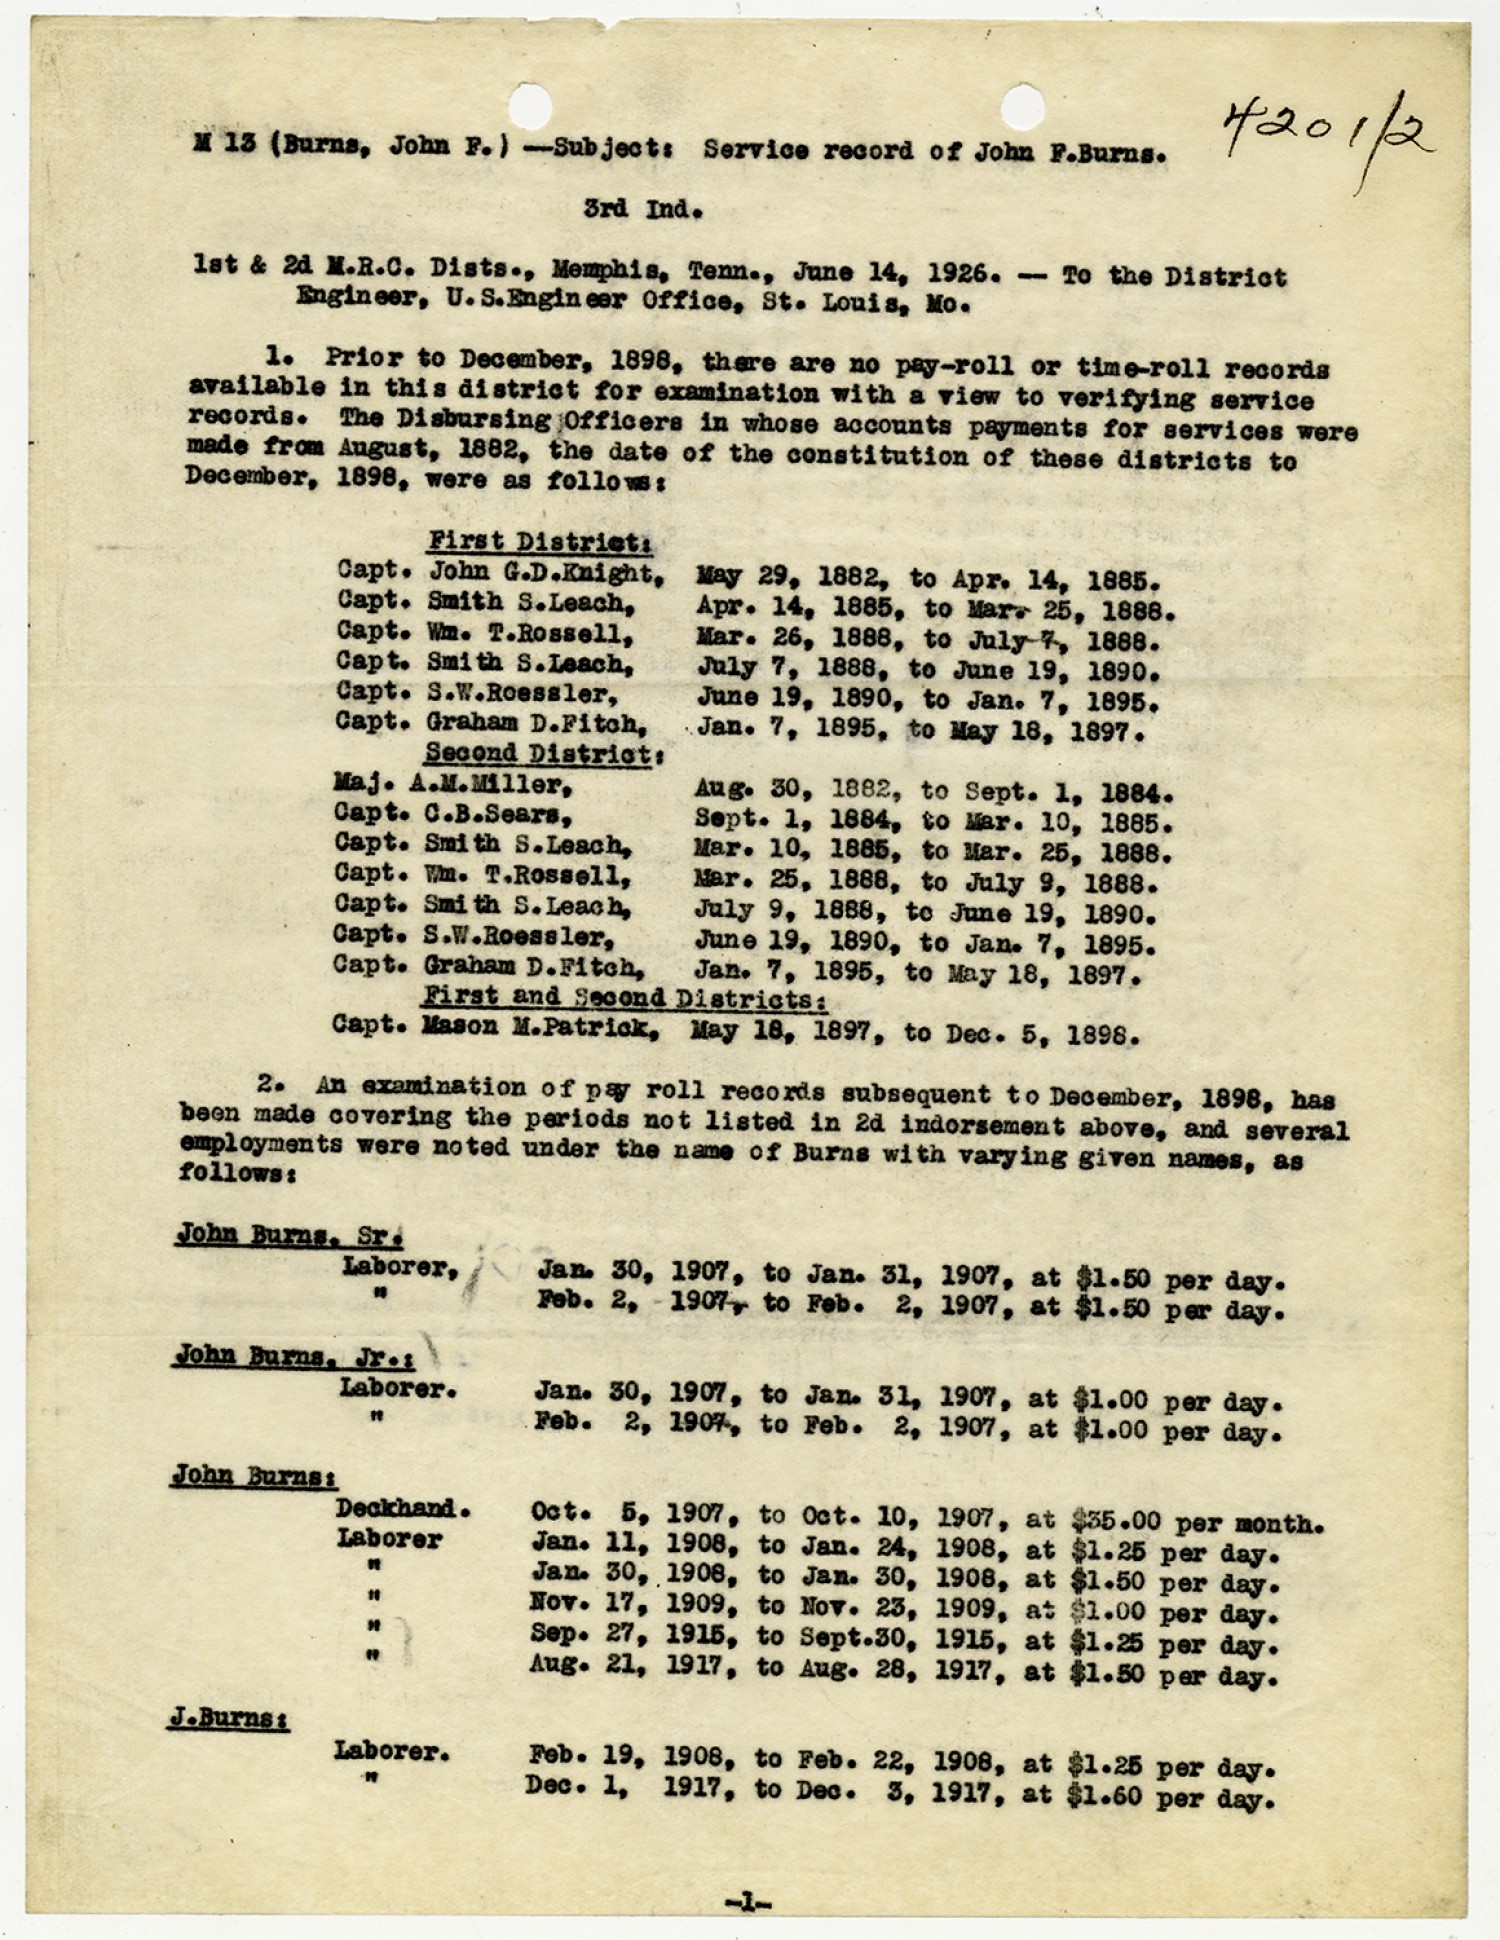 4201/2
M 13 (Burns, John F.) —Subject: Service record of John F.Burns.
3rd Ind.
1st & 2d M.R.C. Dists., Memphis, Tenn., June 14, 1926. — To the District
Engineer, U.S.Engineer Office, St. Louis, Mo.
1. Prior to December, 1898, there are no pay-roll or time-roll records
available in this district for examination with a view to verifying service
records. The Disbursing Officers in whose accounts payments for services were
made from August, 1882, the date of the constitution of these districts to
December, 1898, were as follows:
First District:
Capt. John G.D.Knight, May 29, 1882, to Apr. 14, 1885.
Capt. Smith S.Leach, Apr. 14, 1885, to Mar. 25, 1888.
Capt. Wm. T.Rossell, Mar. 26, 1888, to July 7, 1888.
Capt. Smith S.Leach, July 7, 1888, to June 19, 1890.
Capt. S.W.Roessler, June 19, 1890, to Jan. 7, 1895.
Capt. Graham D.Fitch, Jan. 7, 1895, to May 18, 1897.
Second District:
Maj. A.M.Miller, Aug. 30, 1882, to Sept. 1, 1884.
Capt. C.B.Sears, Sept. 1, 1884, to Mar. 10, 1885.
Capt. Smith S.Leach, Mar. 10, 1885, to Mar. 25, 1888.
Capt. Wm. T.Rossell, Mar. 25, 1888, to July 9, 1888.
Capt. Smith S.Leach, July 9, 1888, to June 19, 1890.
Capt. S.W.Roessler, June 19, 1890, to Jan. 7, 1895.
Capt. Graham D.Fitch, Jan. 7, 1895, to May 18, 1897.
First and Second Districts:
Capt. Mason M.Patrick, May 18, 1897, to Dec. 5, 1898.
2. An examination of pay roll records subsequent to December, 1898, has
been made covering the periods not listed in 2d indorsement above, and several
employments were noted under the name of Burns with varying given names, as
follows:
John Burns, Sr.
Laborer, Jan. 30, 1907, to Jan. 31, 1907, at $1.50 per day.
" Feb. 2, 1907, to Feb. 2, 1907, at $1.50 per day.
John Burns, Jr.:
Laborer. Jan. 30, 1907, to Jan. 31, 1907, at $1.00 per day.
" Feb. 2, 1907, to Feb. 2, 1907, at $1.00 per day.
John Burns:
Deckhand. Oct. 5, 1907, to Oct. 10, 1907, at $35.00 per month.
Laborer Jan. 11, 1908, to Jan. 24, 1908, at $1.25 per day.
" Jan. 30, 1908, to Jan. 30, 1908, at $1.50 per day.
" Nov. 17, 1909, to Nov. 23, 1909, at $1.00 per day.
" Sep. 27, 1915, to Sept.30, 1915, at $1.25 per day.
" Aug. 21, 1917, to Aug. 28, 1917, at $1.50 per day.
J.Burns:
Laborer. Feb. 19, 1908, to Feb. 22, 1908, at $1.25 per day.
" Dec. 1, 1917, to Dec. 3, 1917, at $1.60 per day.
-1-